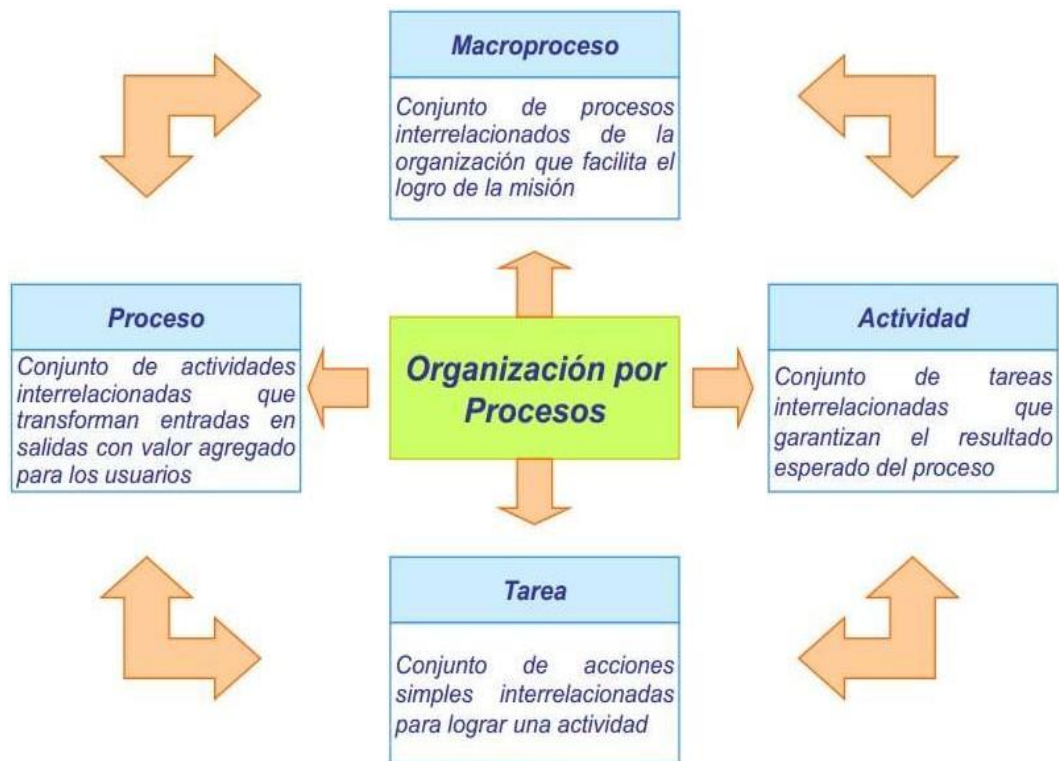 Macroproceso
Conjunto de procesos
interrelacionados de la
organización que facilita el
logro de la misión
Proceso
Conjunto de actividades
interrelacionadas que
transforman entradas en
salidas con valor agregado
para los usuarios
Organización por
Procesos
Actividad
Conjunto de tareas
interrelacionadas que
garantizan el resultado
esperado del proceso
Tarea
Conjunto de acciones
simples interrelacionadas
para lograr una actividad